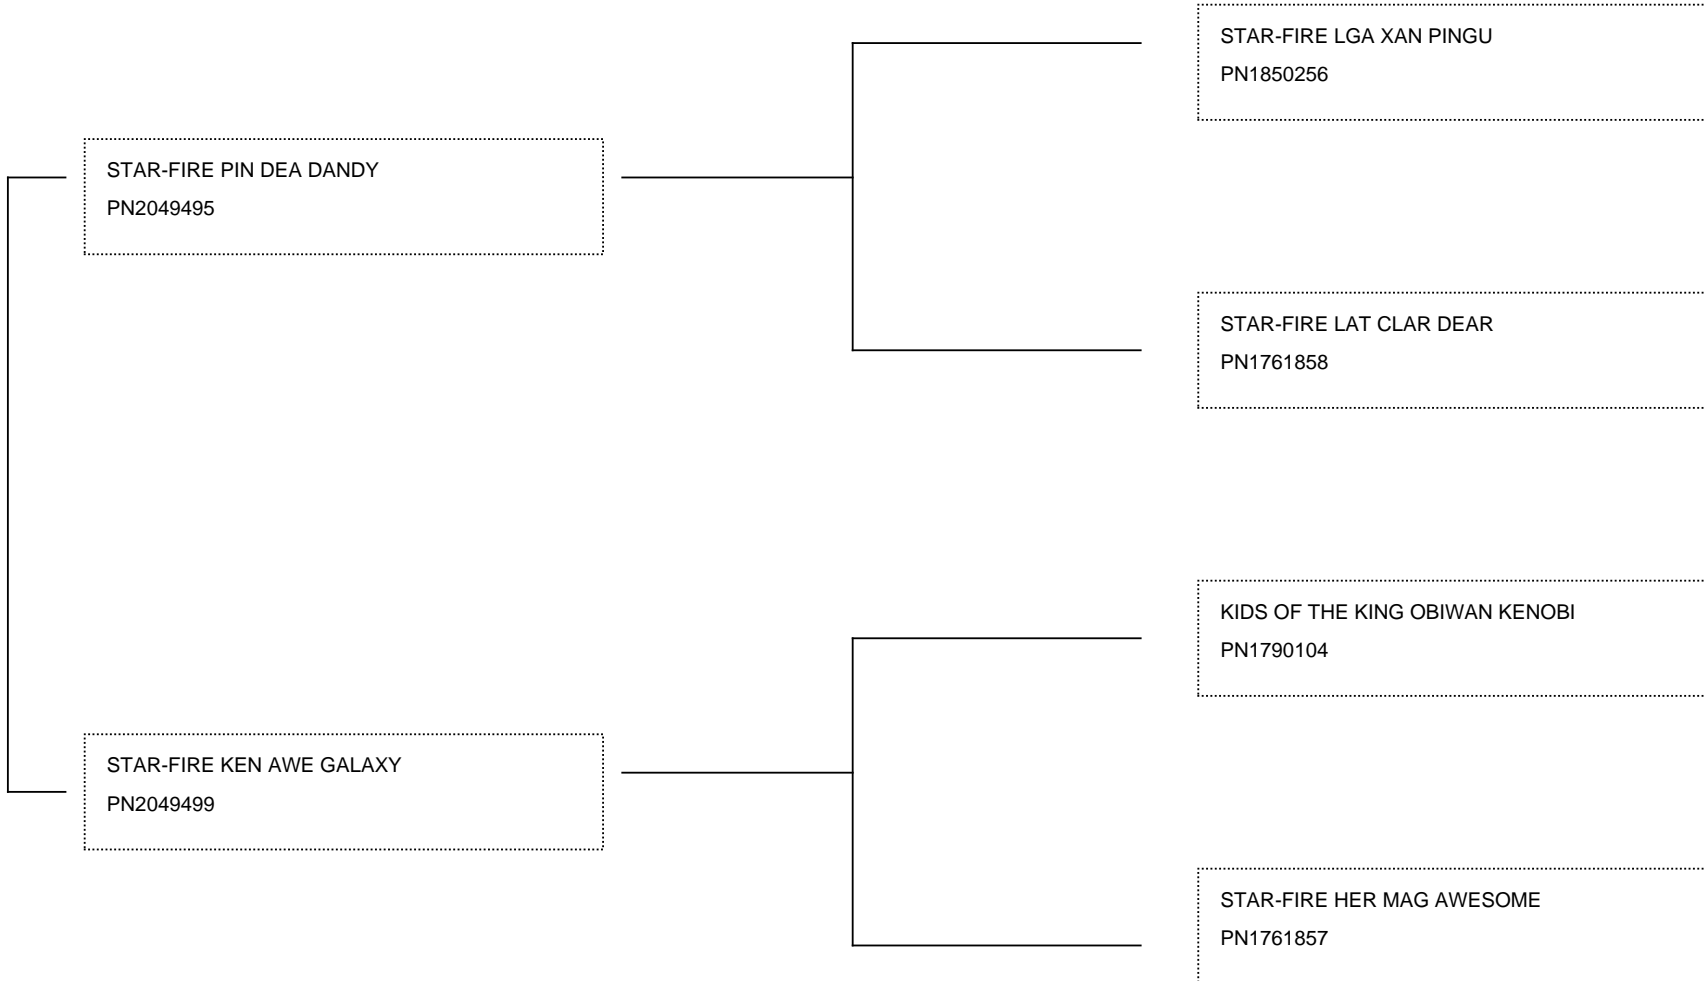 STAR-FIRE LGA XAN PINGU
PN1850256
STAR-FIRE PIN DEA DANDY
PN2049495
STAR-FIRE LAT CLAR DEAR
PN1761858
KIDS OF THE KING OBIWAN KENOBI
PN1790104
STAR-FIRE KEN AWE GALAXY
PN2049499
STAR-FIRE HER MAG AWESOME
PN1761857